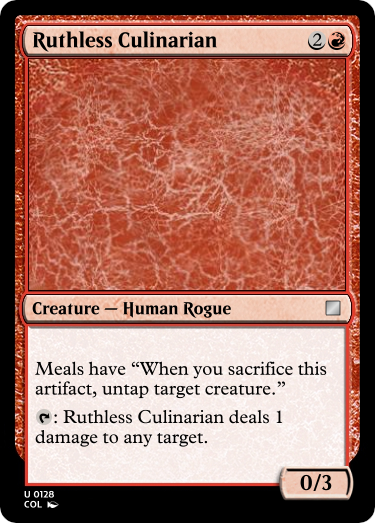 Ruthless Culinarian 2
Creature — Human Rogue
Meals have “When you sacrifice this
artifact, untap target creature.”
: Ruthless Culinarian deals 1
damage to any target.
0/3
U 0128
COL